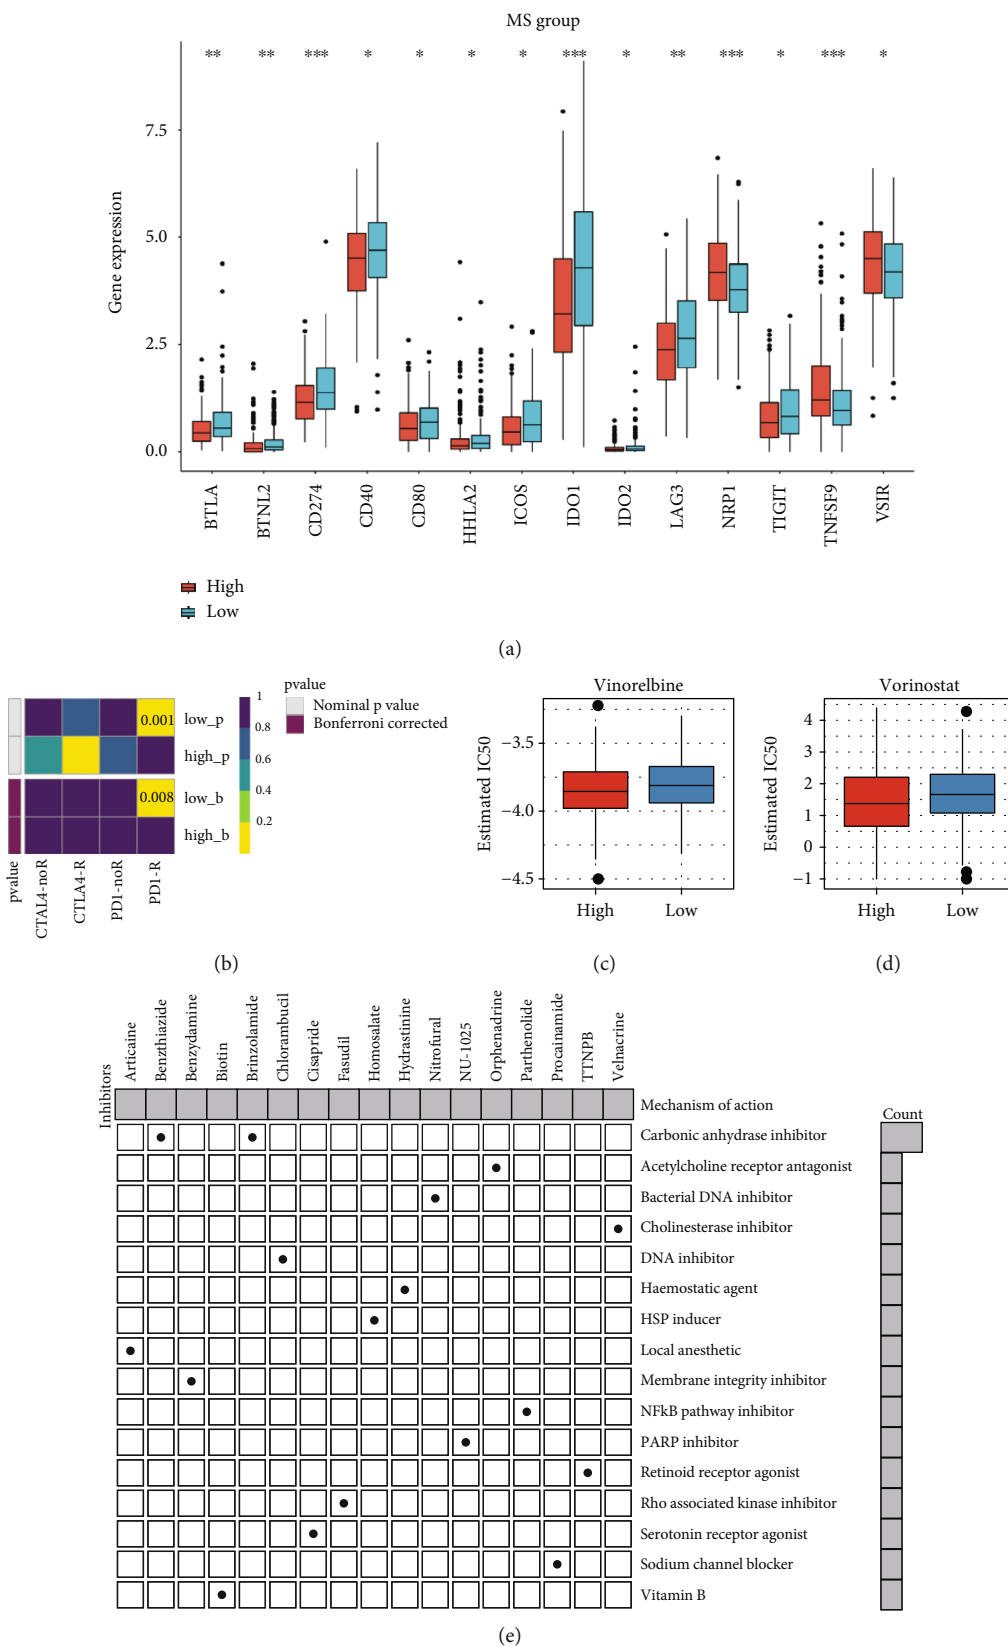 MS group
** ** *** * * * * *** * ** *** * *** *
Gene expression
7.5
5.0
2.5
0.0
BTLA
BTNL2
CD274
CD40
CD80
HHLA2
ICOS
IDO1
IDO2
LAG3
NRP1
TIGIT
TNFSF9
VSIR
High
Low
(a)
0.001
0.008
low_p
high_p
low_b
high_b
pvalue
CTAL4-noR
CTLA4-R
PD1-noR
PD1-R
1
0.8
0.6
0.4
0.2
pvalue
Nominal p value
Bonferroni corrected
(b)
Vinorelbine
Estimated IC50
−3.5
−4.0
−4.5
High
Low
(c)
Vorinostat
Estimated IC50
4
3
2
1
0
−1
High
Low
(d)
Inhibitors
Articaine
Benzthiazide
Benzydamine
Biotin
Brinzolamide
Chlorambucil
Cisapride
Fasudil
Homosalate
Hydrastinine
Nitrofural
NU-1025
Orphenadrine
Parthenolide
Procainamide
TTNPB
Velnacrine
Mechanism of action
Count
Carbonic anhydrase inhibitor
Acetylcholine receptor antagonist
Bacterial DNA inhibitor
Cholinesterase inhibitor
DNA inhibitor
Haemostatic agent
HSP inducer
Local anesthetic
Membrane integrity inhibitor
NFkB pathway inhibitor
PARP inhibitor
Retinoid receptor agonist
Rho associated kinase inhibitor
Serotonin receptor agonist
Sodium channel blocker
Vitamin B
(e)